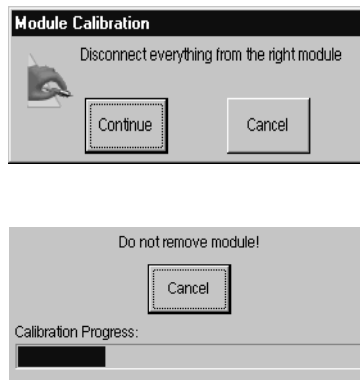 Module Calibration
Disconnect everything from the right module
Continue Cancel
Do not remove module!
Cancel
Calibration Progress: